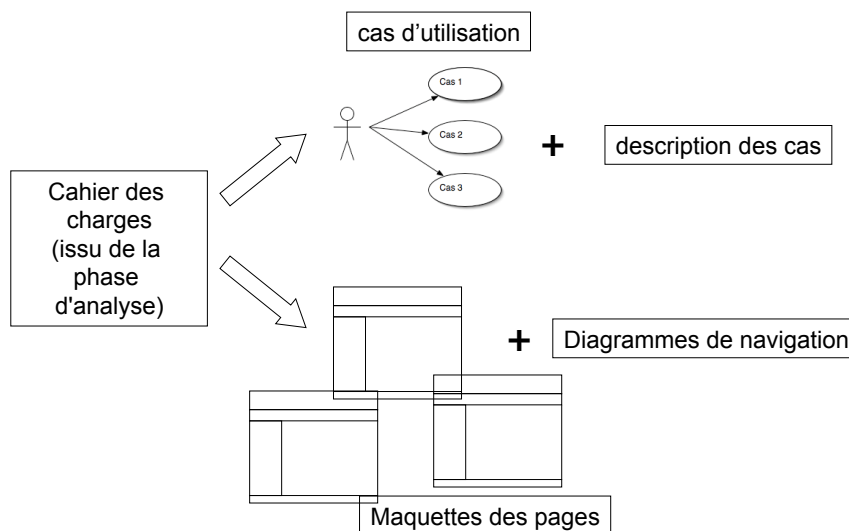 cas d’utilisation
Cas 1
Cas 2
Cas 3
+
description des cas
Cahier des
charges
(issu de la
phase
d'analyse)
+
Diagrammes de navigation
Maquettes des pages